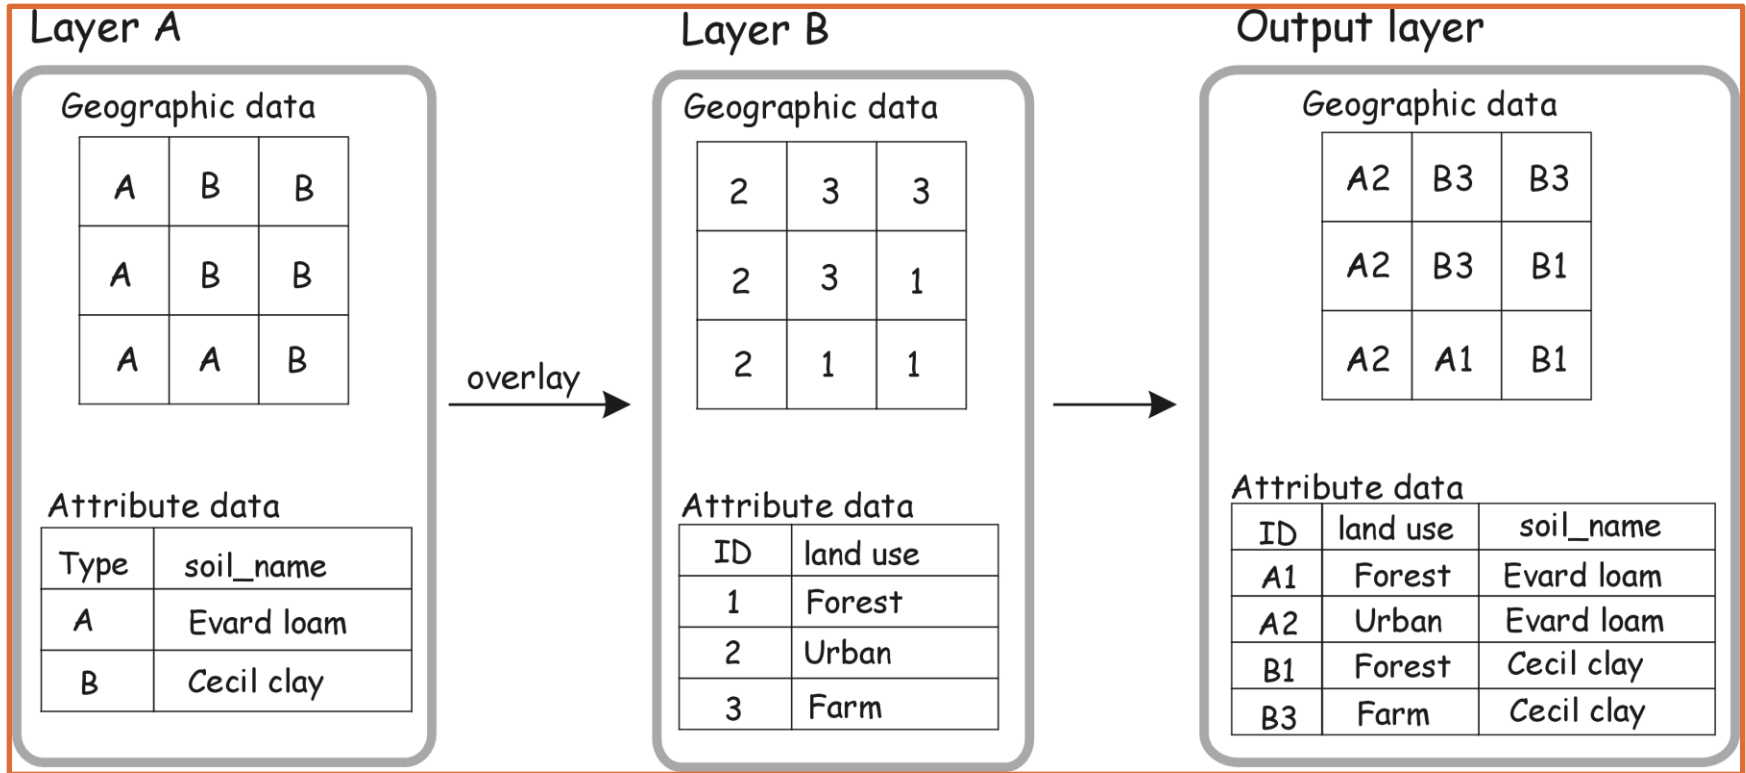 Layer A
Geographic data
A B B
A B B
A A B
Attribute data
Type soil_name
A Evard loam
B Cecil clay
overlay
Layer B
Geographic data
2 3 3
2 3 1
2 1 1
Attribute data
ID land use
1 Forest
2 Urban
3 Farm
Output layer
Geographic data
A2 B3 B3
A2 B3 B1
A2 A1 B1
Attribute data
ID land use soil_name
A1 Forest Evard loam
A2 Urban Evard loam
B1 Forest Cecil clay
B3 Farm Cecil clay